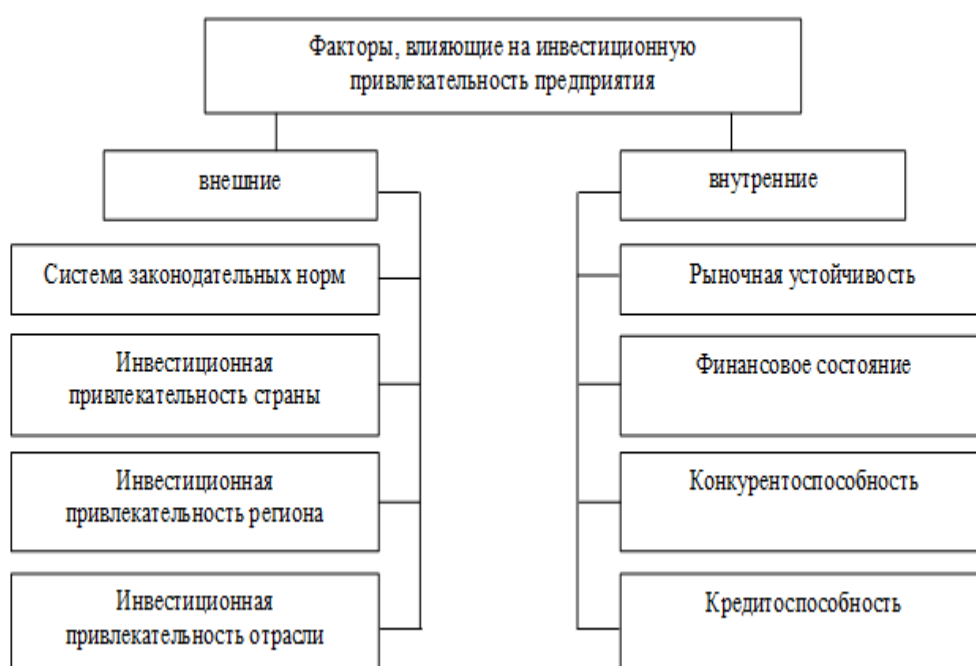 Факторы, влияющие на инвестиционную
привлекательность предприятия
внешние
Система законодательных норм
Инвестиционная
привлекательность страны
Инвестиционная
привлекательность региона
Инвестиционная
привлекательность отрасли
внутренние
Рыночная устойчивость
Финансовое состояние
Конкурентоспособность
Кредитоспособность